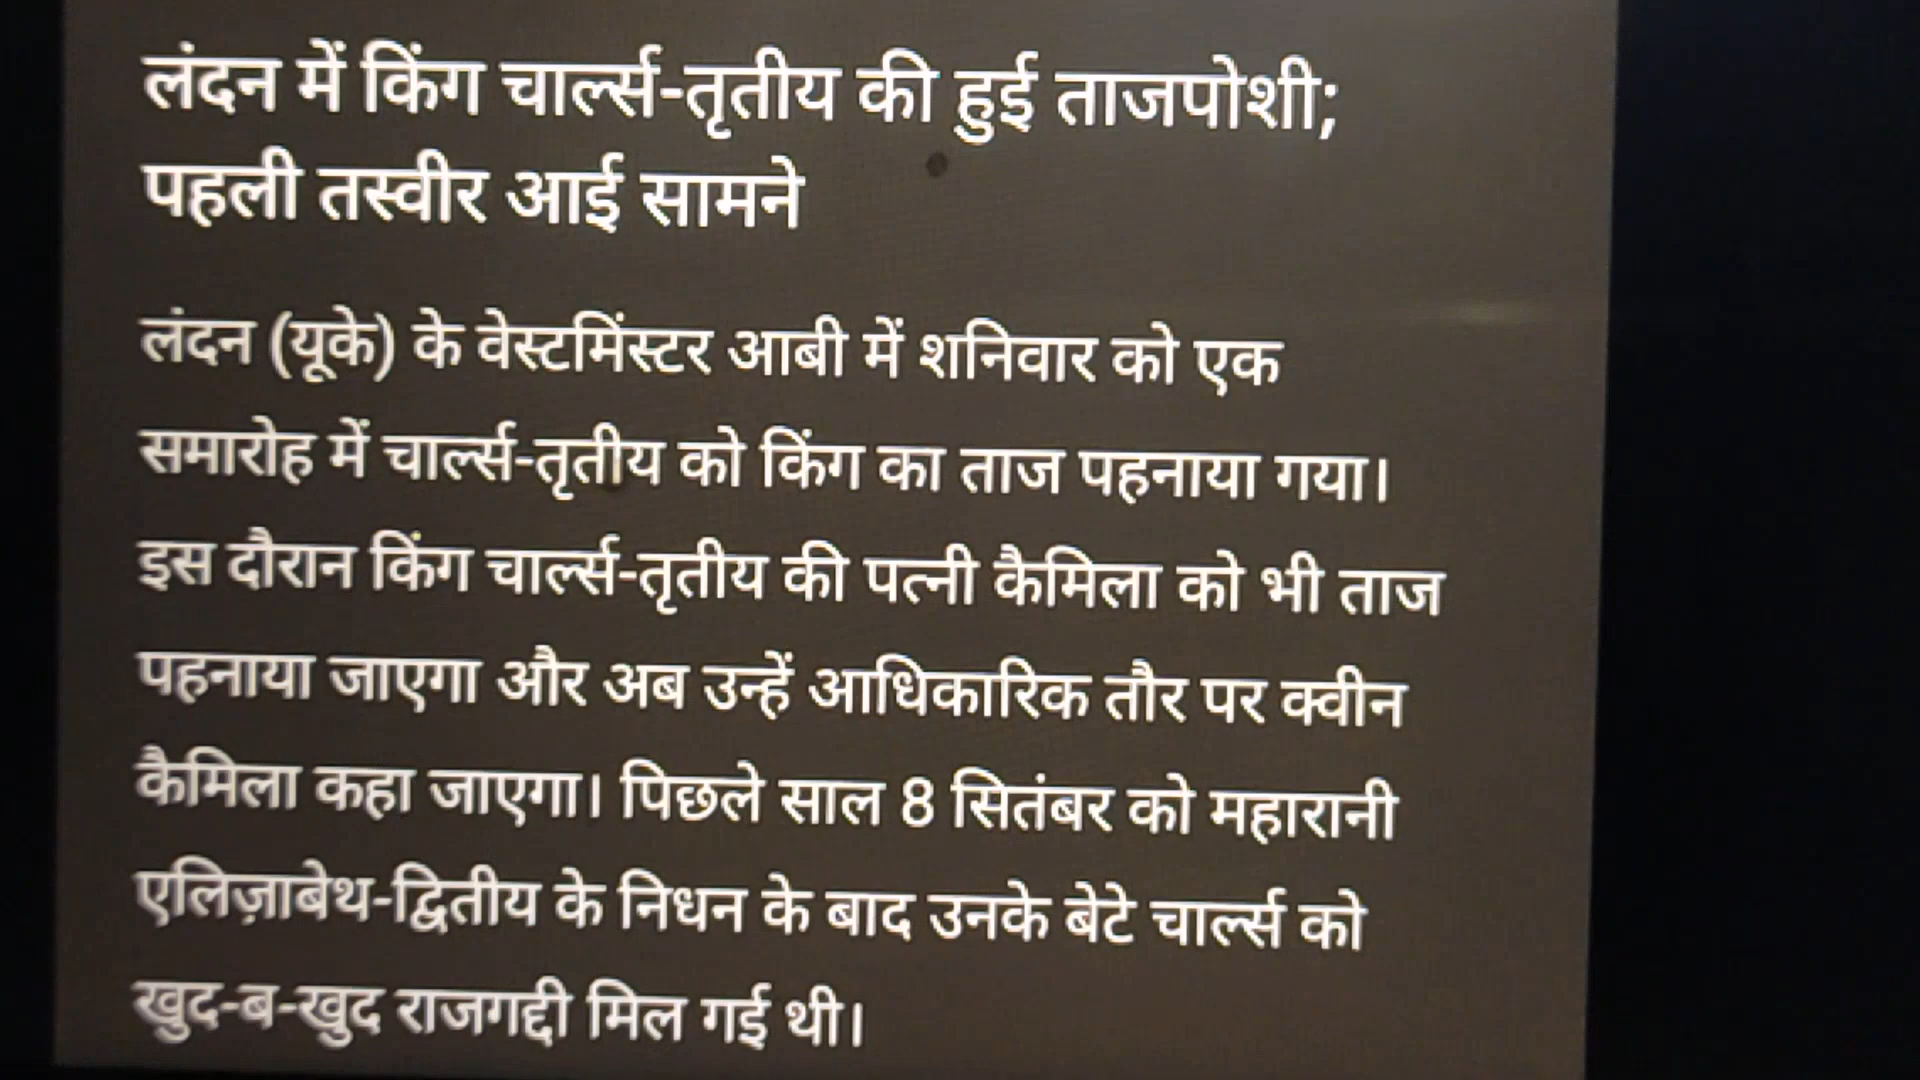 लंदन में किंग चार्ल्स-तृतीय की हुई ताजपोशी;
पहली तस्वीर आई सामने
लंदन (यूके) के वेस्टमिंस्टर आबी में शनिवार को एक
समारोह में चार्ल्स-तृतीय को किंग का ताज पहनाया गया।
इस दौरान किंग चार्ल्स-तृतीय की पत्नी कैमिला को भी ताज
पहनाया जाएगा और अब उन्हें आधिकारिक तौर पर क्वीन
कैमिला कहा जाएगा। पिछले साल 8 सितंबर को महारानी
एलिज़ाबेथ-द्वितीय के निधन के बाद उनके बेटे चार्ल्स को
खुद-ब-खुद राजगद्दी मिल गई थी।